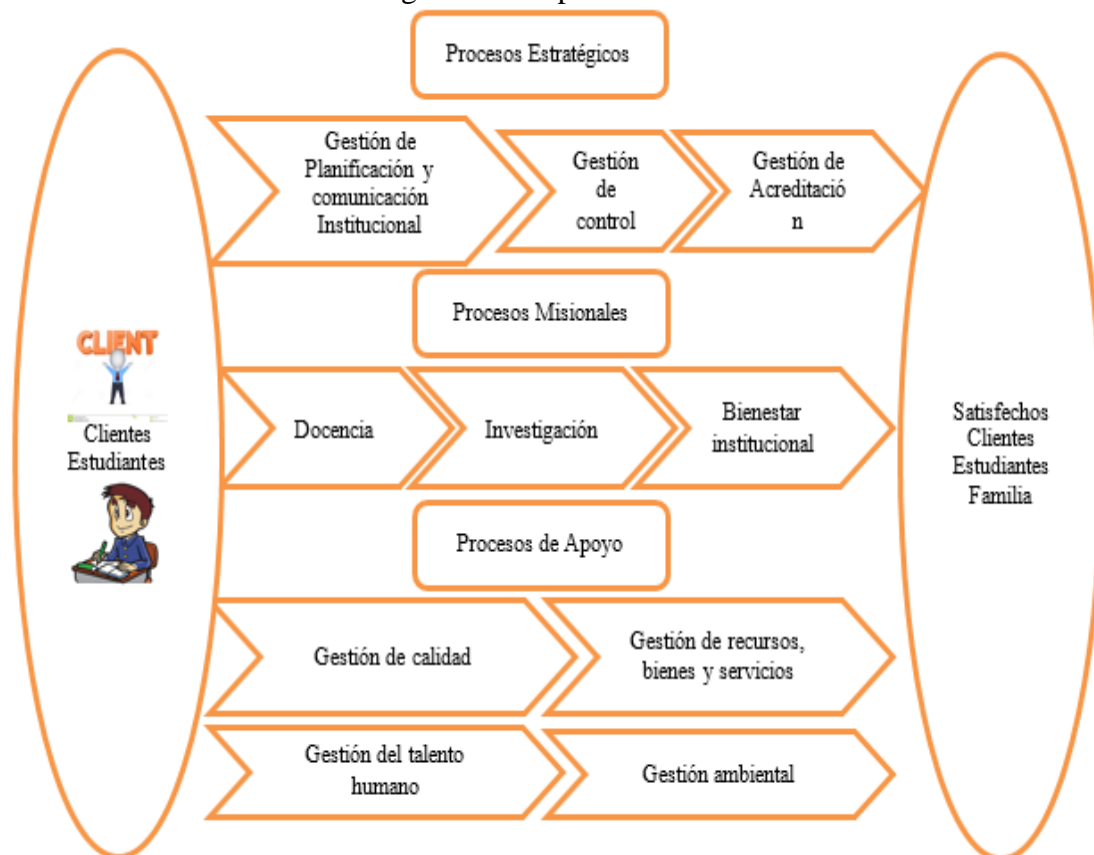 Procesos Estratégicos
Gestión de
Planificación y
comunicación
Institucional
Gestión
de
control
Gestión de
Acreditació
n
Procesos Misionales
CLIENT
Clientes
Estudiantes
Docencia
Investigación
Bienestar
institucional
Satisfechos
Clientes
Estudiantes
Familia
Procesos de Apoyo
Gestión de calidad
Gestión de recursos,
bienes y servicios
Gestión del talento
humano
Gestión ambiental